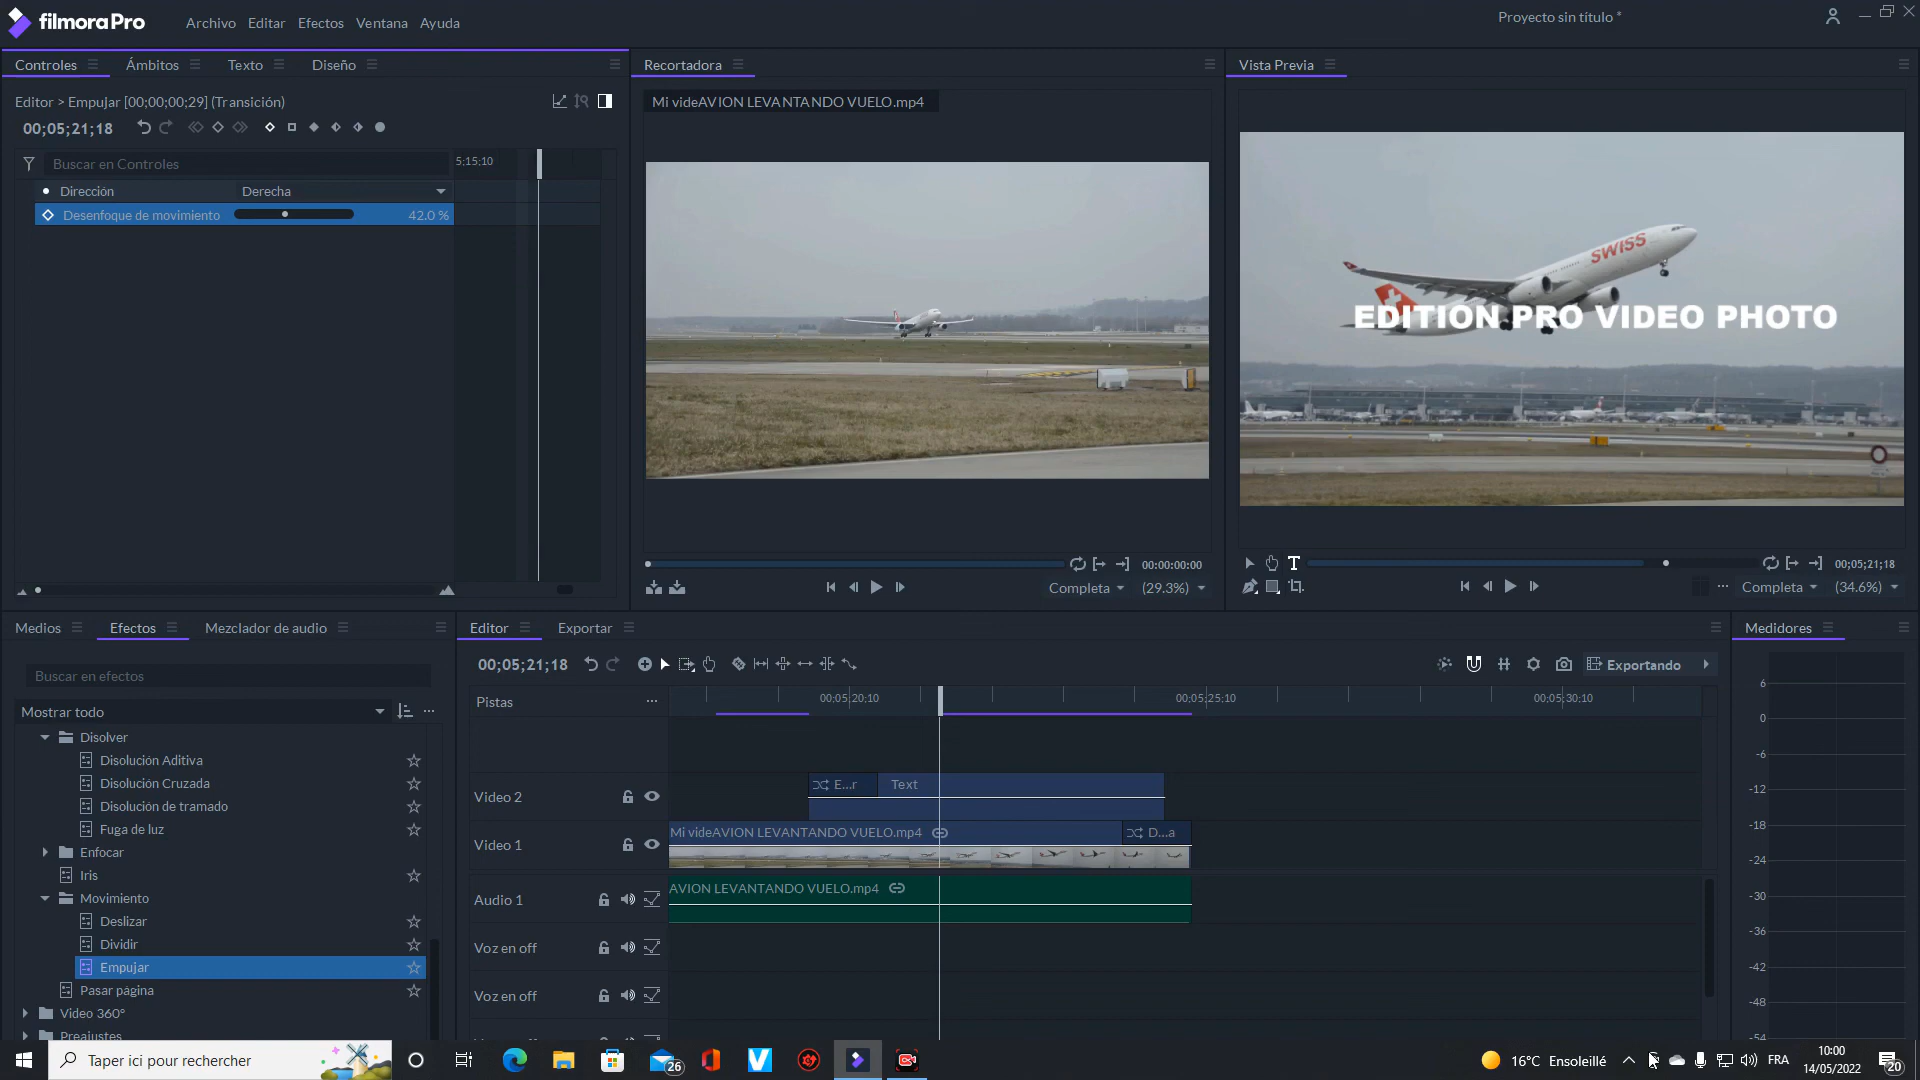 filmoraPro
Archivo Editar Efectos Ventana Ayuda
Proyecto sin título *
Controles Ámbitos Texto Diseño
Editor > Empujar [00;00;00;29] (Transición)
00;05;21;18
Buscar en Controles
5;15;10
Dirección Derecha
Desenfoque de movimiento 42.0 %
Recortadora
Mi videAVION LEVANTANDO VUELO.mp4
00:00:00:00
Completa (29.3%)
Vista Previa
SWISS
EDITION PRO VIDEO PHOTO
00;05;21;18
Completa (34.6%)
Medios Efectos Mezclador de audio
Buscar en efectos
Mostrar todo
Disolver
Disolución Aditiva
Disolución Cruzada
Disolución de tramado
Fuga de luz
Enfocar
Iris
Movimiento
Deslizar
Dividir
Empujar
Pasar página
Video 360°
Preajustes
Editor Exportar
00;05;21;18
Exportando
Pistas
00;05;20;10 00;05;25;10 00;05;30;10
Video 2
E...r Text
Video 1
Mi videAVION LEVANTANDO VUELO.mp4 D...a
Audio 1
AVION LEVANTANDO VUELO.mp4
Voz en off
Voz en off
Medidores
6
0
-6
-12
-18
-24
-30
-36
-42
-48
-54
Taper ici pour rechercher
26
16°C Ensoleillé
FRA
10:00
14/05/2022
20